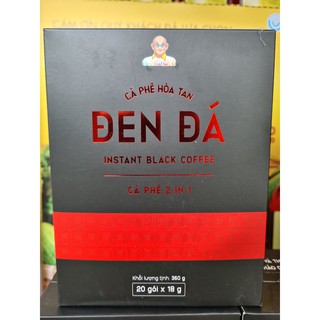 CÀ PHÊ HÒA TAN
ĐEN ĐÁ
INSTANT BLACK COFFEE
CÀ PHÊ 2 IN 1
Khối lượng tịnh: 360 g
20 gói x 18 g